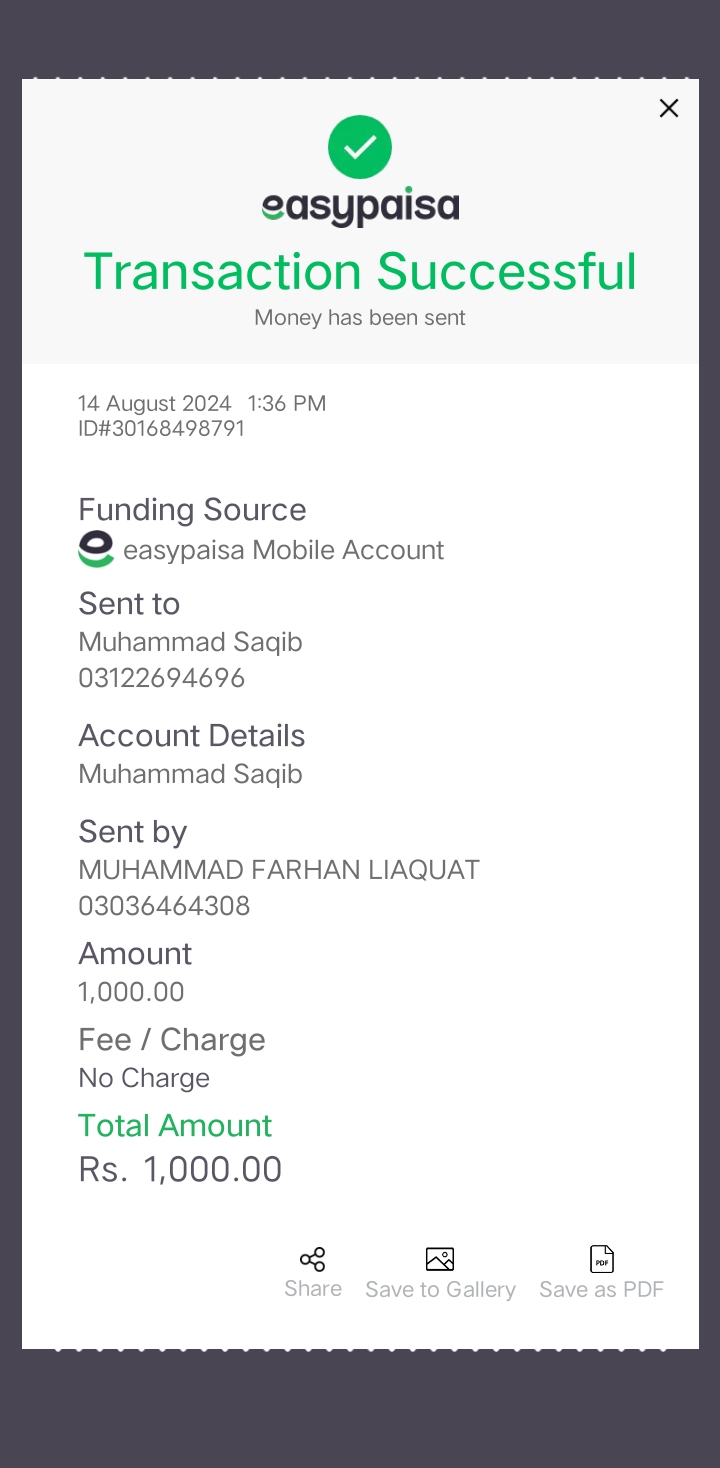 easypaisa
Transaction Successful
Money has been sent
14 August 2024 1:36 PM
ID#30168498791
Funding Source
easypaisa Mobile Account
Sent to
Muhammad Saqib
03122694696
Account Details
Muhammad Saqib
Sent by
MUHAMMAD FARHAN LIAQUAT
03036464308
Amount
1,000.00
Fee / Charge
No Charge
Total Amount
Rs. 1,000.00
PDF
Share Save to Gallery Save as PDF